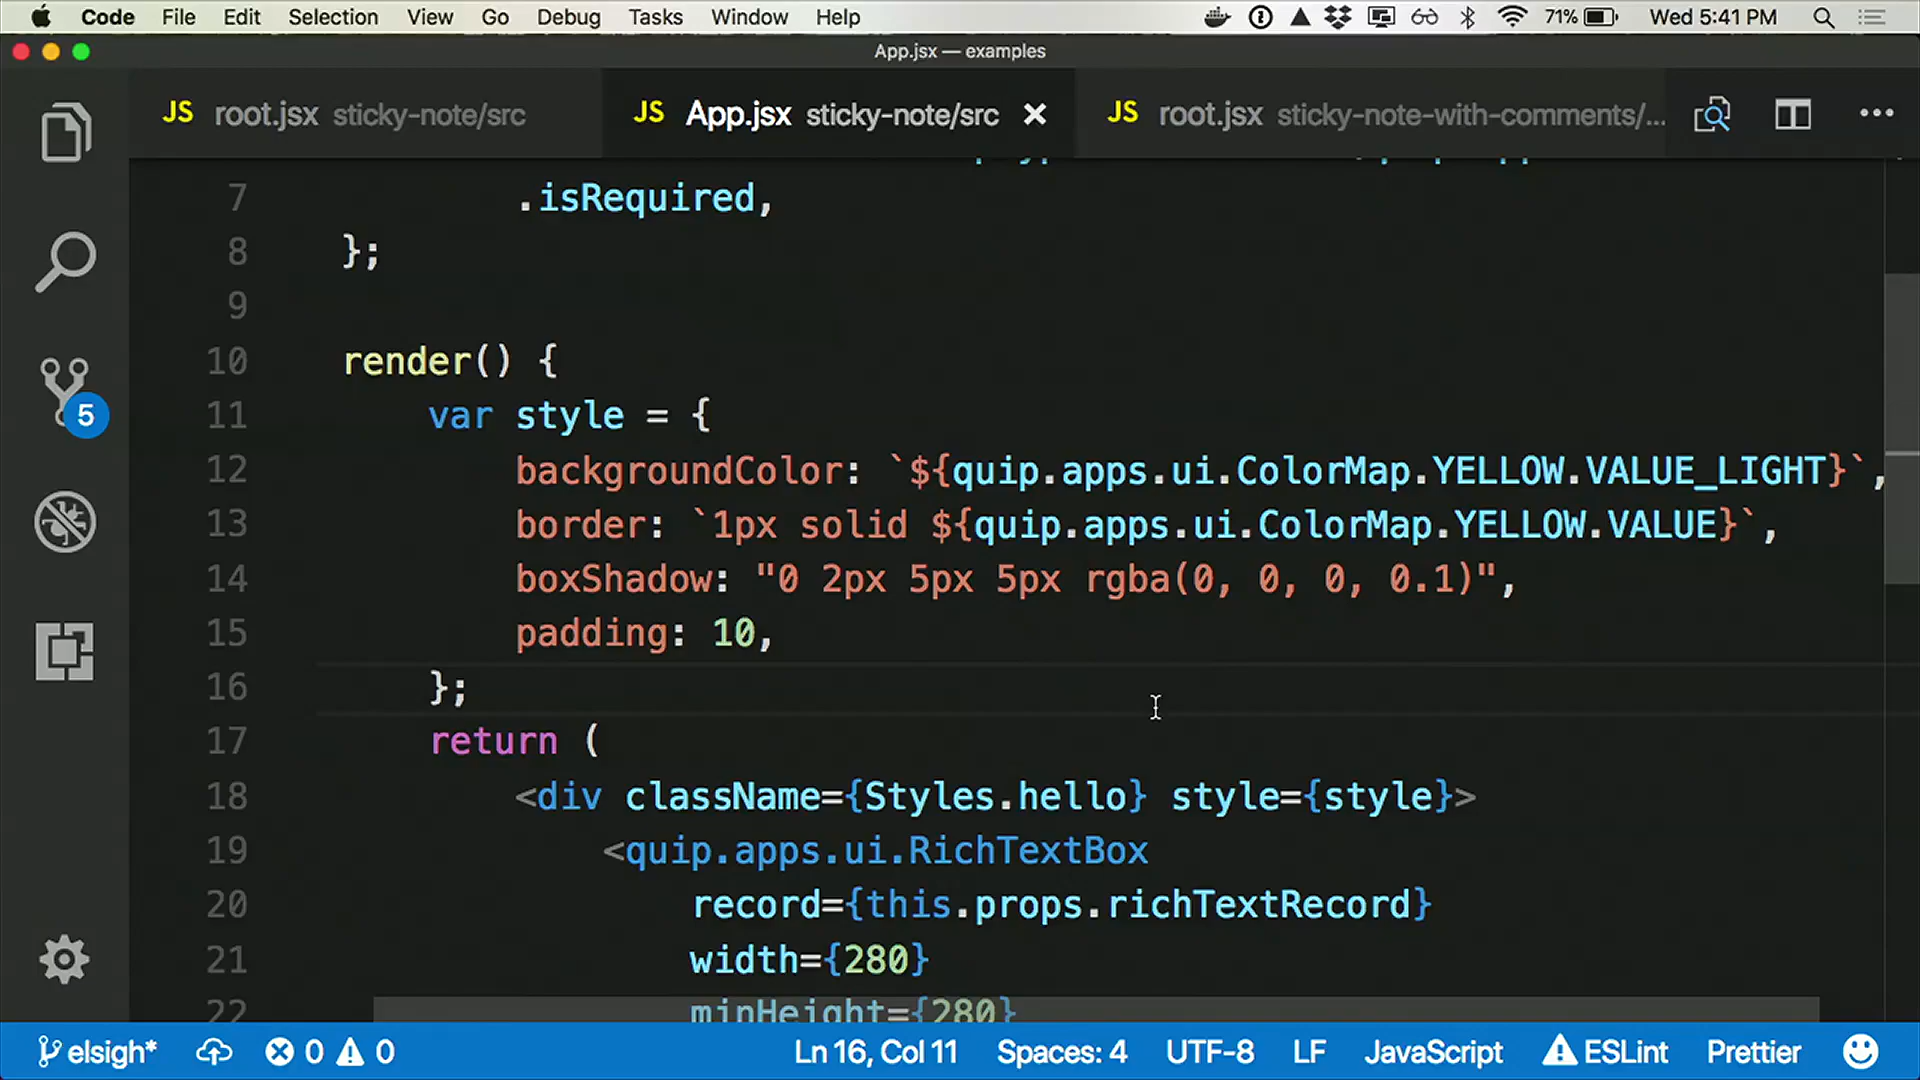 Code File Edit Selection View Go Debug Tasks Window Help 71% Wed 5:41 PM
App.jsx — examples
JS root.jsx sticky-note/src JS App.jsx sticky-note/src JS root.jsx sticky-note-with-comments/...
7 .isRequired,
8 };
9
10 render() {
11 var style = {
12 backgroundColor: `${quip.apps.ui.ColorMap.YELLOW.VALUE_LIGHT}`,
13 border: `1px solid ${quip.apps.ui.ColorMap.YELLOW.VALUE}`,
14 boxShadow: "0 2px 5px 5px rgba(0, 0, 0, 0.1)",
15 padding: 10,
16 };
17 return (
18 <div className={Styles.hello} style={style}>
19 <quip.apps.ui.RichTextBox
20 record={this.props.richTextRecord}
21 width={280}
22 minHeight={280}
5
elsigh* 0 0 Ln 16, Col 11 Spaces: 4 UTF-8 LF JavaScript ESLint Prettier